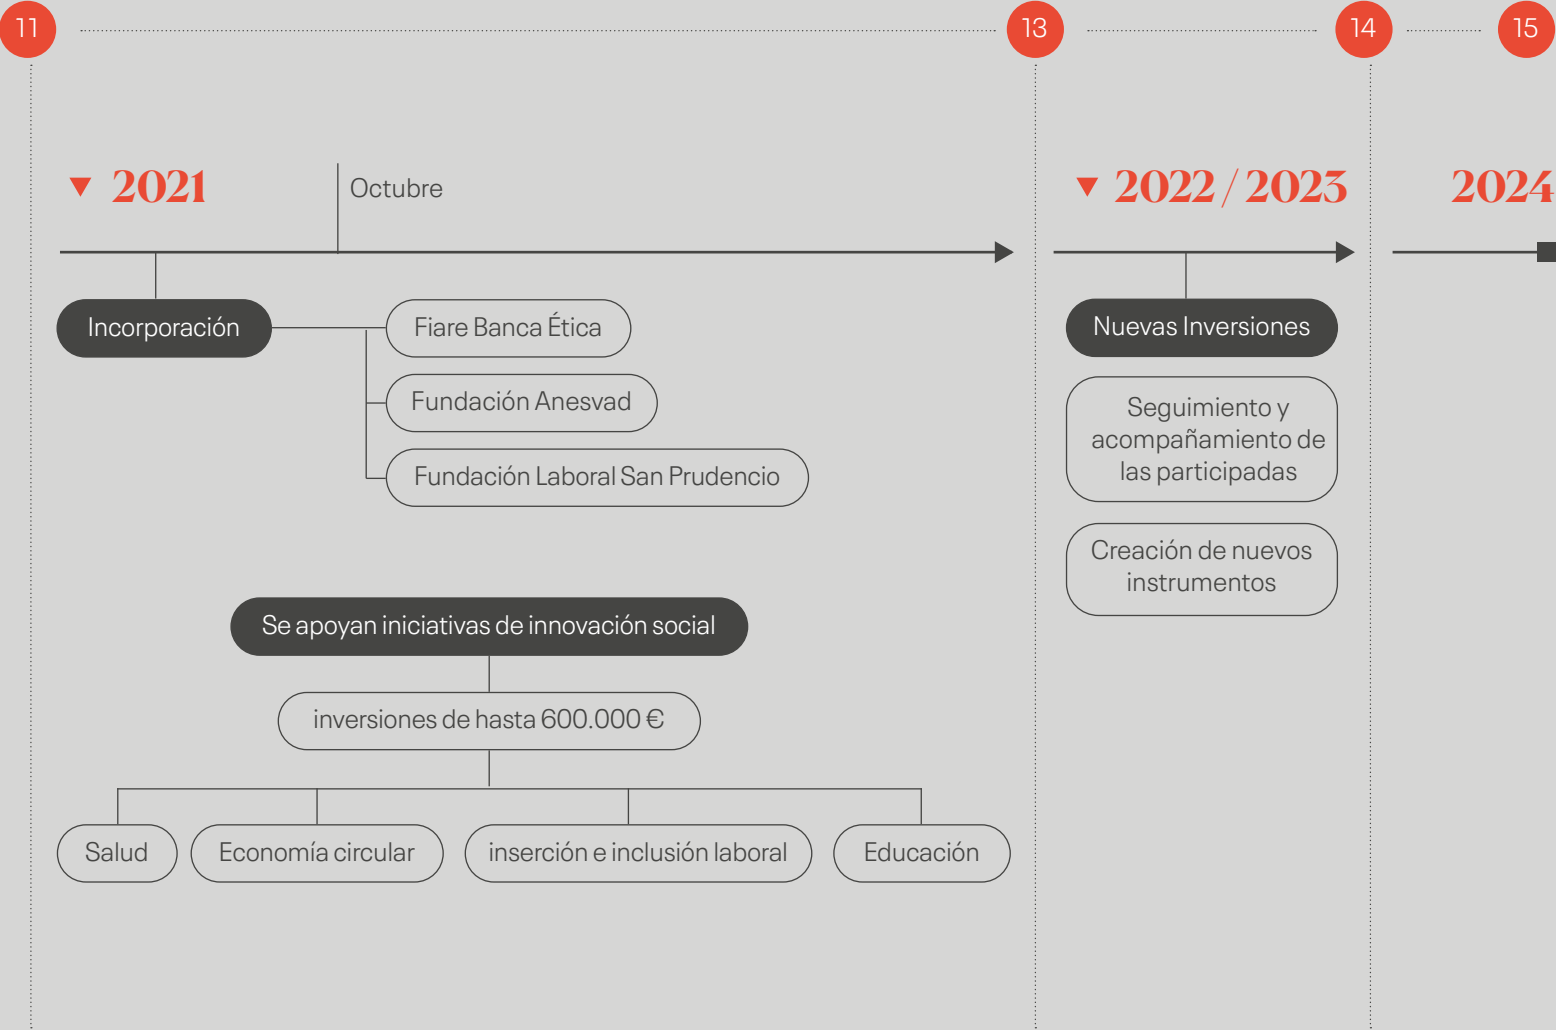 11
13
14
15
2021
Octubre
2022 / 2023
2024
Incorporación
Fiare Banca Ética
Fundación Anesvad
Fundación Laboral San Prudencio
Nuevas Inversiones
Seguimiento y
acompañamiento de
las participadas
Creación de nuevos
instrumentos
Se apoyan iniciativas de innovación social
inversiones de hasta 600.000 €
Salud
Economía circular
inserción e inclusión laboral
Educación